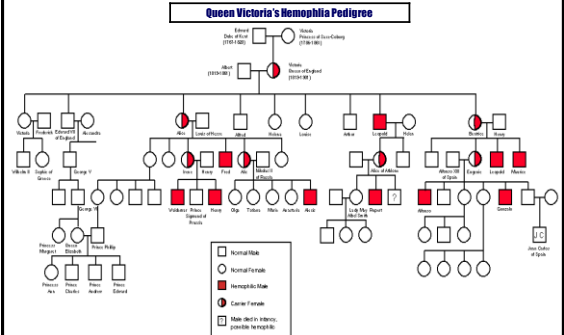 Queen Victoria's Hemophlia Pedigree
Edward
Duke of Kent
(1767-1820)
Victoria
Princess of Saxe-Coburg
(1786-1861)
Albert
(1819-1861)
Victoria
Queen of England
(1819-1901)
Victoria
Frederick
Edward VII
of England
Alexandra
Alice
Louis of Hesse
Alfred
Helena
Louise
Arthur
Leopold
Helen
Beatrice
Henry
Wilhelm II
Sophie of
Greece
George V
Irene
Henry
Fred
Alix
Nikolas II
of Russia
Alice of Athlone
Alfonso XIII
of Spain
Eugenie
Leopold
Maurice
George VI
Waldemar
Prince
Sigmund of
Prussia
Henry
Olga
Tatiana
Marie
Anastasia
Alexis
Lady May
Abel Smith
Rupert
?
Alfonso
Gonzalo
Princess
Margaret
Queen
Elizabeth
Prince Phillip
J C
Juan Carlos
of Spain
Princess
Ann
Prince
Charles
Prince
Andrew
Prince
Edward
Normal Male
Normal Female
Hemophilic Male
Carrier Female
?
Male died in infancy,
possible hemophilic